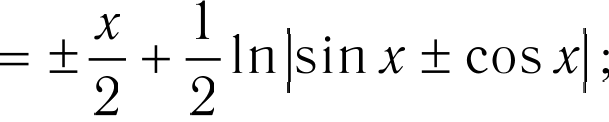 = ± x/2 + 1/2 ln |sin x ± cos x| ;